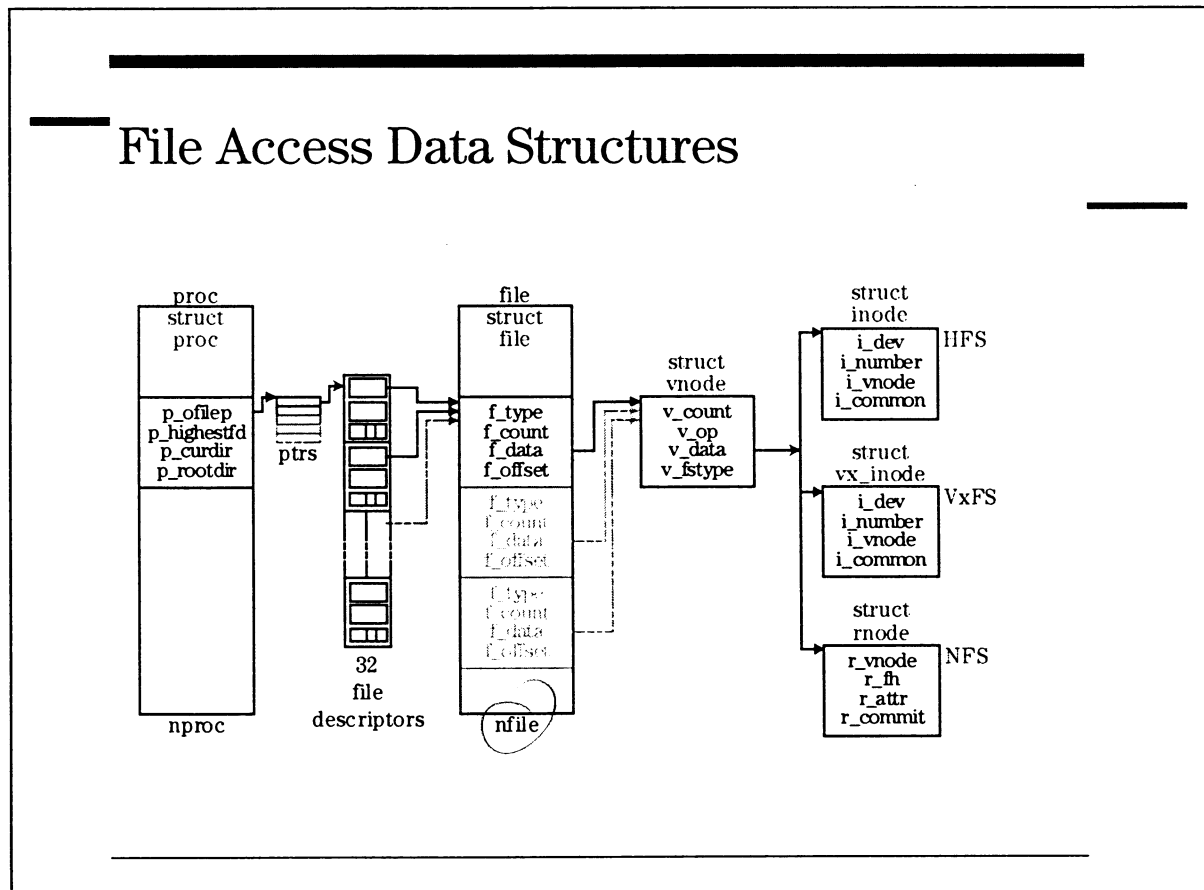 File Access Data Structures
proc
struct
proc
p_ofilep
p_highestfd
p_curdir
p_rootdir
nproc
ptrs
32
file
descriptors
file
struct
file
f_type
f_count
f_data
f_offset
f_type
f_count
f_data
f_offset
f_type
f_count
f_data
f_offset
nfile
struct
vnode
v_count
v_op
v_data
v_fstype
struct
inode
HFS
i_dev
i_number
i_vnode
i_common
struct
vx_inode
VxFS
i_dev
i_number
i_vnode
i_common
struct
rnode
NFS
r_vnode
r_fh
r_attr
r_commit